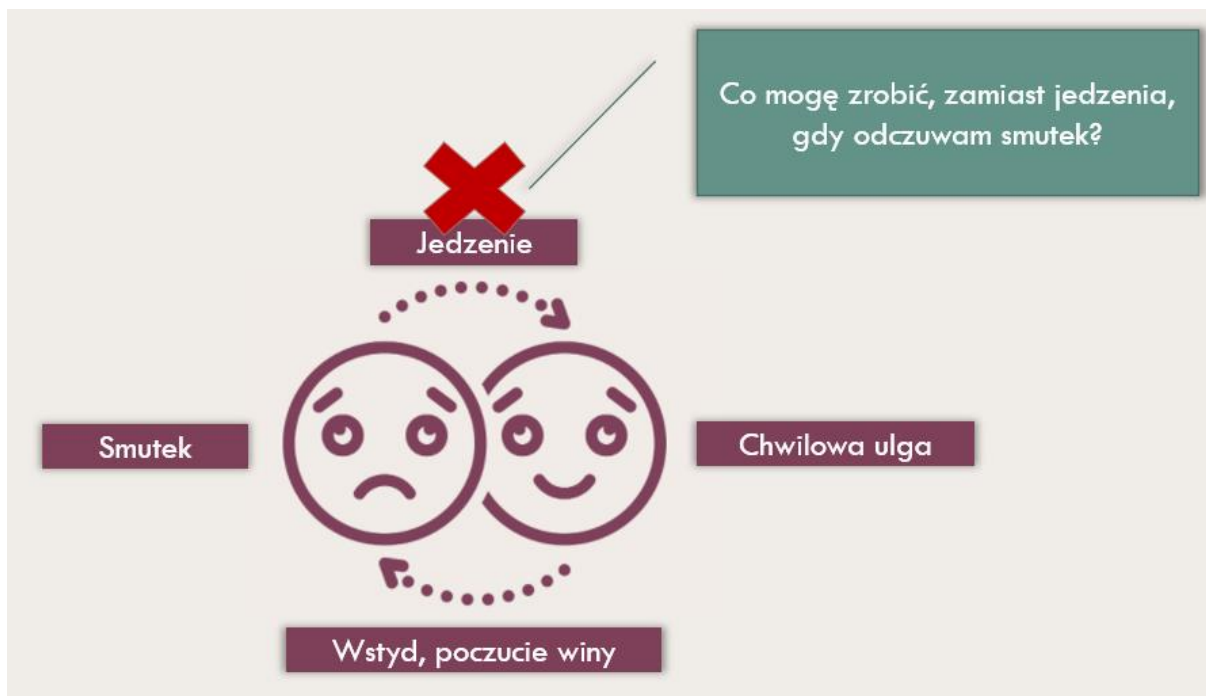 Co mogę zrobić, zamiast jedzenia,
gdy odczuwam smutek?
Jedzenie
Smutek
Chwilowa ulga
Wstyd, poczucie winy